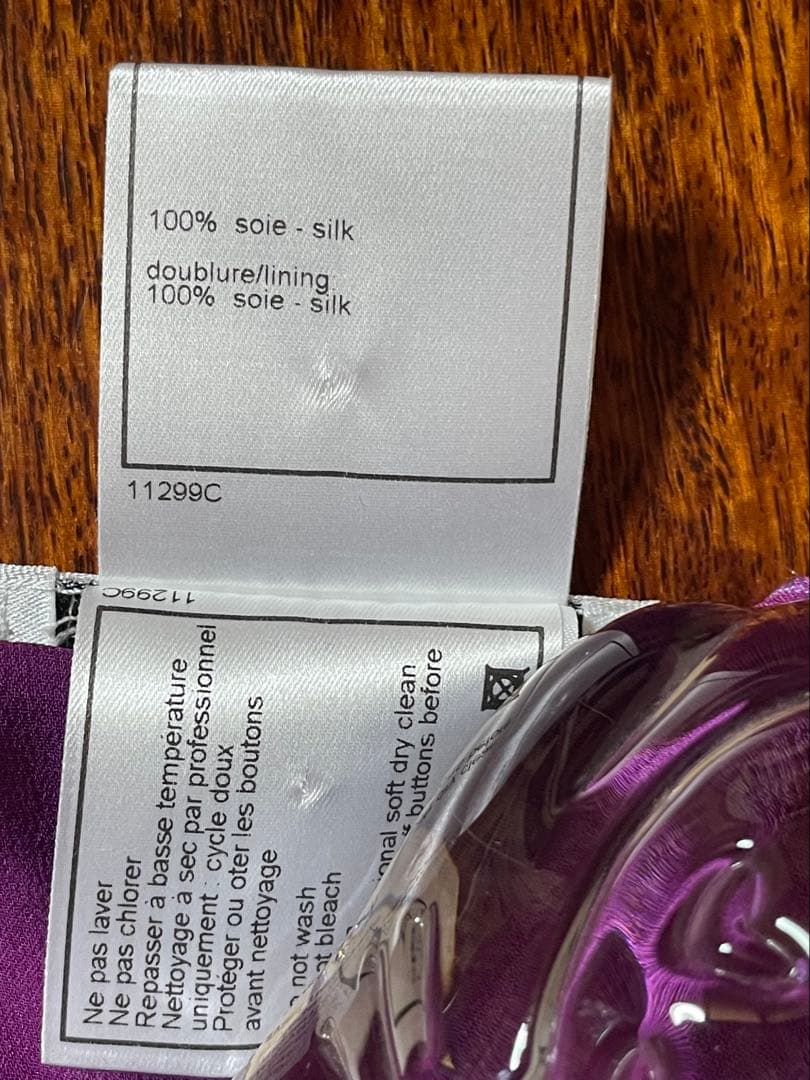 100% soie - silk
doublure/lining
100% soie - silk
11299C
11299C
Ne pas laver
Ne pas chlorer
Repasser à basse température
Nettoyage à sec par professionnel
uniquement : cycle doux
Protéger ou oter les boutons
avant nettoyage
not wash
bleach
soft dry clean
buttons before